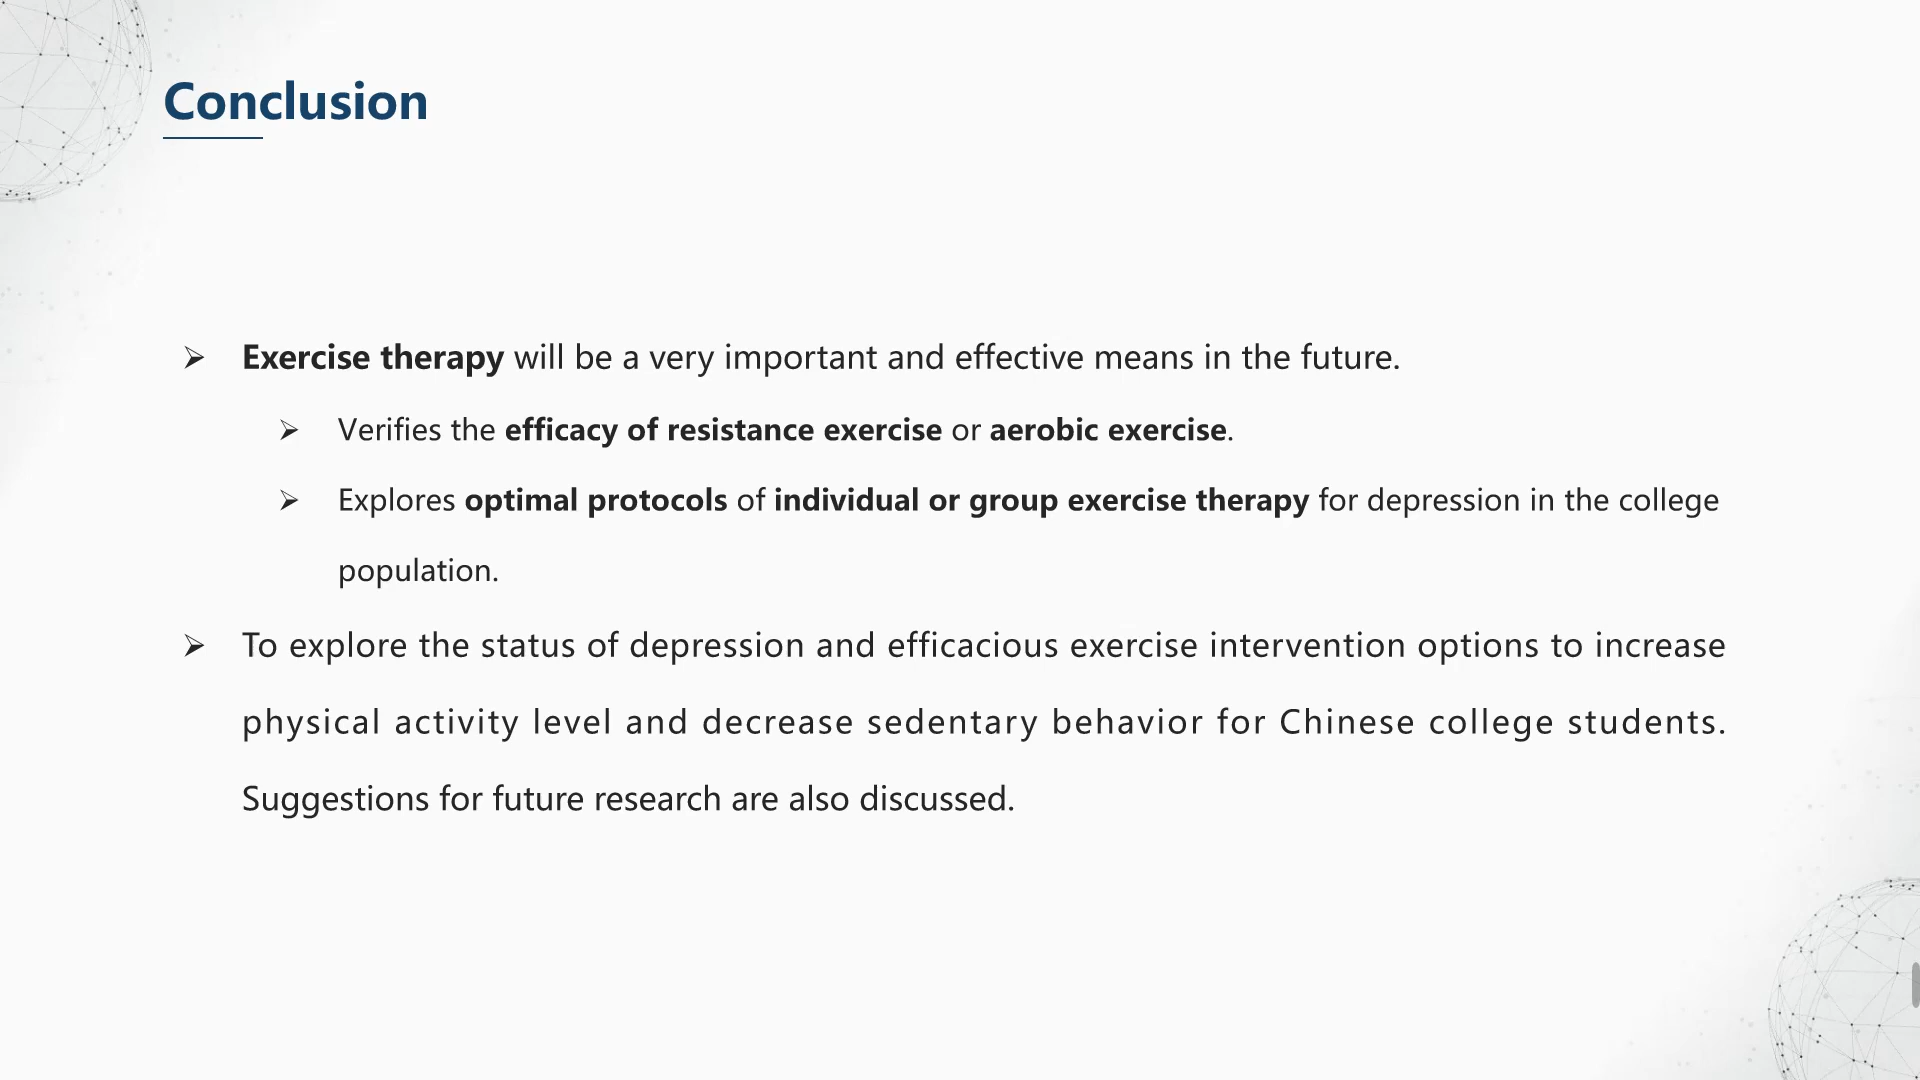 Conclusion
Exercise therapy will be a very important and effective means in the future.
Verifies the efficacy of resistance exercise or aerobic exercise.
Explores optimal protocols of individual or group exercise therapy for depression in the college
population.
To explore the status of depression and efficacious exercise intervention options to increase
physical activity level and decrease sedentary behavior for Chinese college students.
Suggestions for future research are also discussed.